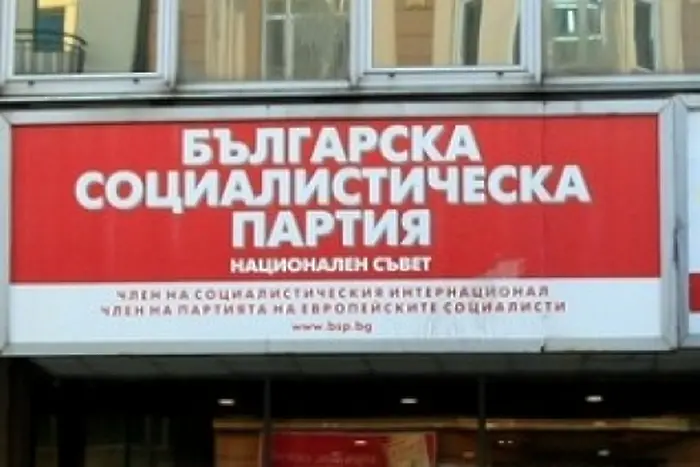 БЪЛГАРСКА
СОЦИАЛИСТИЧЕСКА
ПАРТИЯ
НАЦИОНАЛЕН СЪВЕТ
ЧЛЕН НА СОЦИАЛИСТИЧЕСКИЯ ИНТЕРНАЦИОНАЛ
ЧЛЕН НА ПАРТИЯТА НА ЕВРОПЕЙСКИТЕ СОЦИАЛИСТИ
www.bsp.bg